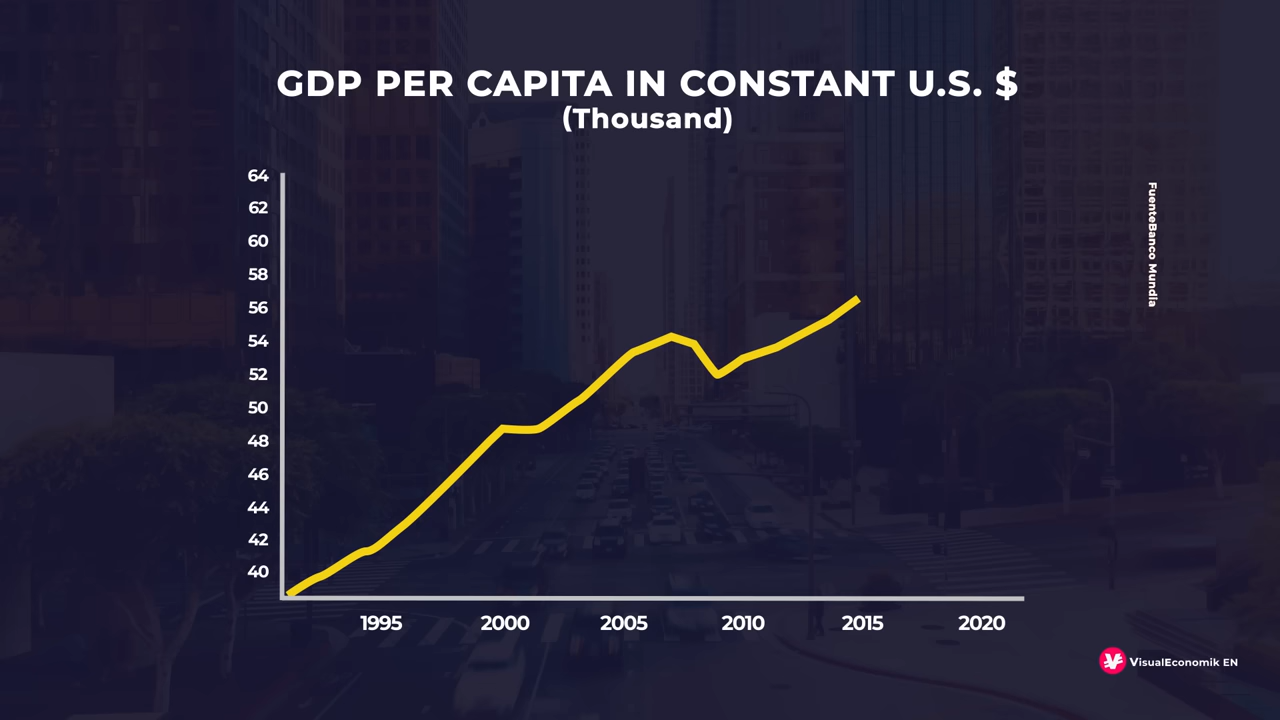 GDP PER CAPITA IN CONSTANT U.S. $
(Thousand)
64
62
60
58
56
54
52
50
48
46
44
42
40
1995 2000 2005 2010 2015 2020
FuenteBanco Mundia
VisualEconomik EN